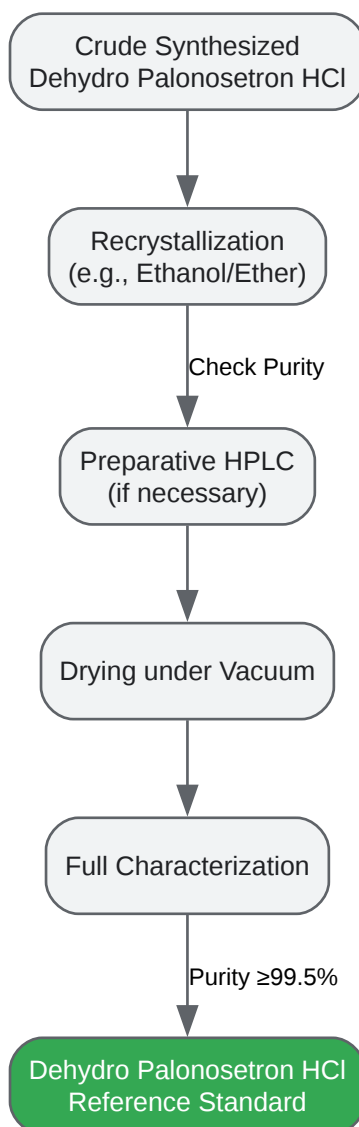 Crude Synthesized
Dehydro Palonosetron HCl
Recrystallization
(e.g., Ethanol/Ether)
Check Purity
Preparative HPLC
(if necessary)
Drying under Vacuum
Full Characterization
Purity ≥99.5%
Dehydro Palonosetron HCl
Reference Standard